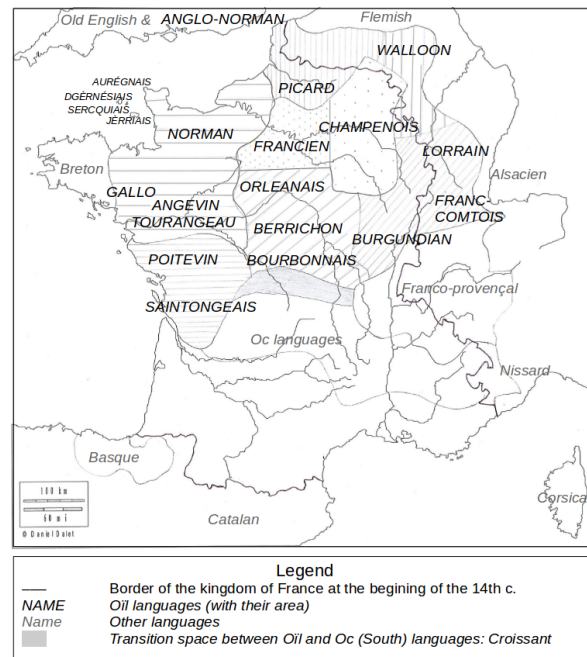 Old English & ANGLO-NORMAN
Flemish
WALLOON
AURÉGNAIS
PICARD
DGÈRNÉSIAIS
SERCQUIAIS
JÈRRIAIS
NORMAN
CHAMPENOIS
FRANCIEN
LORRAIN
Breton
Alsacien
GALLO
ORLEANAIS
FRANC-
COMTOIS
ANGEVIN
TOURANGEAU
BERRICHON
BURGUNDIAN
POITEVIN
BOURBONNAIS
Franco-provençal
SAINTONGEAIS
Oc languages
Nissard
Basque
100 km
60 mi
© Daniel Dalet
Catalan
Corsica
Legend
Border of the kingdom of France at the begining of the 14th c.
NAME Oïl languages (with their area)
Name Other languages
Transition space between Oïl and Oc (South) languages: Croissant